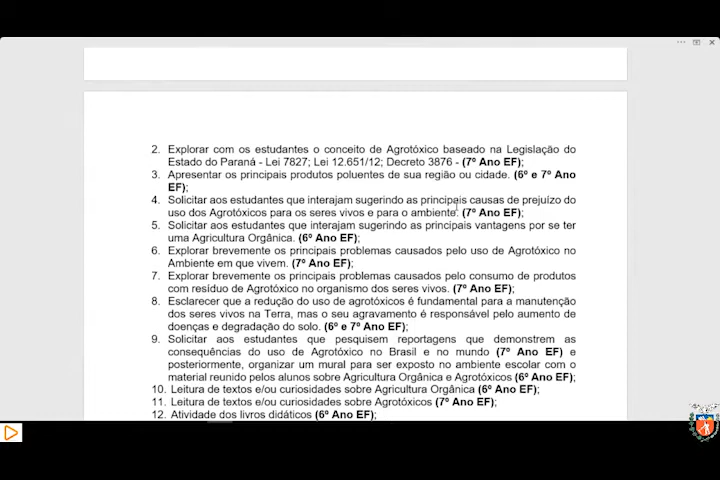 2. Explorar com os estudantes o conceito de Agrotóxico baseado na Legislação do
Estado do Paraná - Lei 7827; Lei 12.651/12; Decreto 3876 - (7º Ano EF);
3. Apresentar os principais produtos poluentes de sua região ou cidade. (6º e 7º Ano
EF);
4. Solicitar aos estudantes que interajam sugerindo as principais causas de prejuízo do
uso dos Agrotóxicos para os seres vivos e para o ambiente. (7º Ano EF);
5. Solicitar aos estudantes que interajam sugerindo as principais vantagens por se ter
uma Agricultura Orgânica. (6º Ano EF);
6. Explorar brevemente os principais problemas causados pelo uso de Agrotóxico no
Ambiente em que vivem. (7º Ano EF);
7. Explorar brevemente os principais problemas causados pelo consumo de produtos
com resíduo de Agrotóxico no organismo dos seres vivos. (7º Ano EF);
8. Esclarecer que a redução do uso de agrotóxicos é fundamental para a manutenção
dos seres vivos na Terra, mas o seu agravamento é responsável pelo aumento de
doenças e degradação do solo. (6º e 7º Ano EF);
9. Solicitar aos estudantes que pesquisem reportagens que demonstrem as
consequências do uso de Agrotóxico no Brasil e no mundo (7º Ano EF) e
posteriormente, organizar um mural para ser exposto no ambiente escolar com o
material reunido pelos alunos sobre Agricultura Orgânica e Agrotóxicos (6º Ano EF);
10. Leitura de textos e/ou curiosidades sobre Agricultura Orgânica (6º Ano EF);
11. Leitura de textos e/ou curiosidades sobre Agrotóxicos (7º Ano EF);
12. Atividade dos livros didáticos (6º Ano EF);